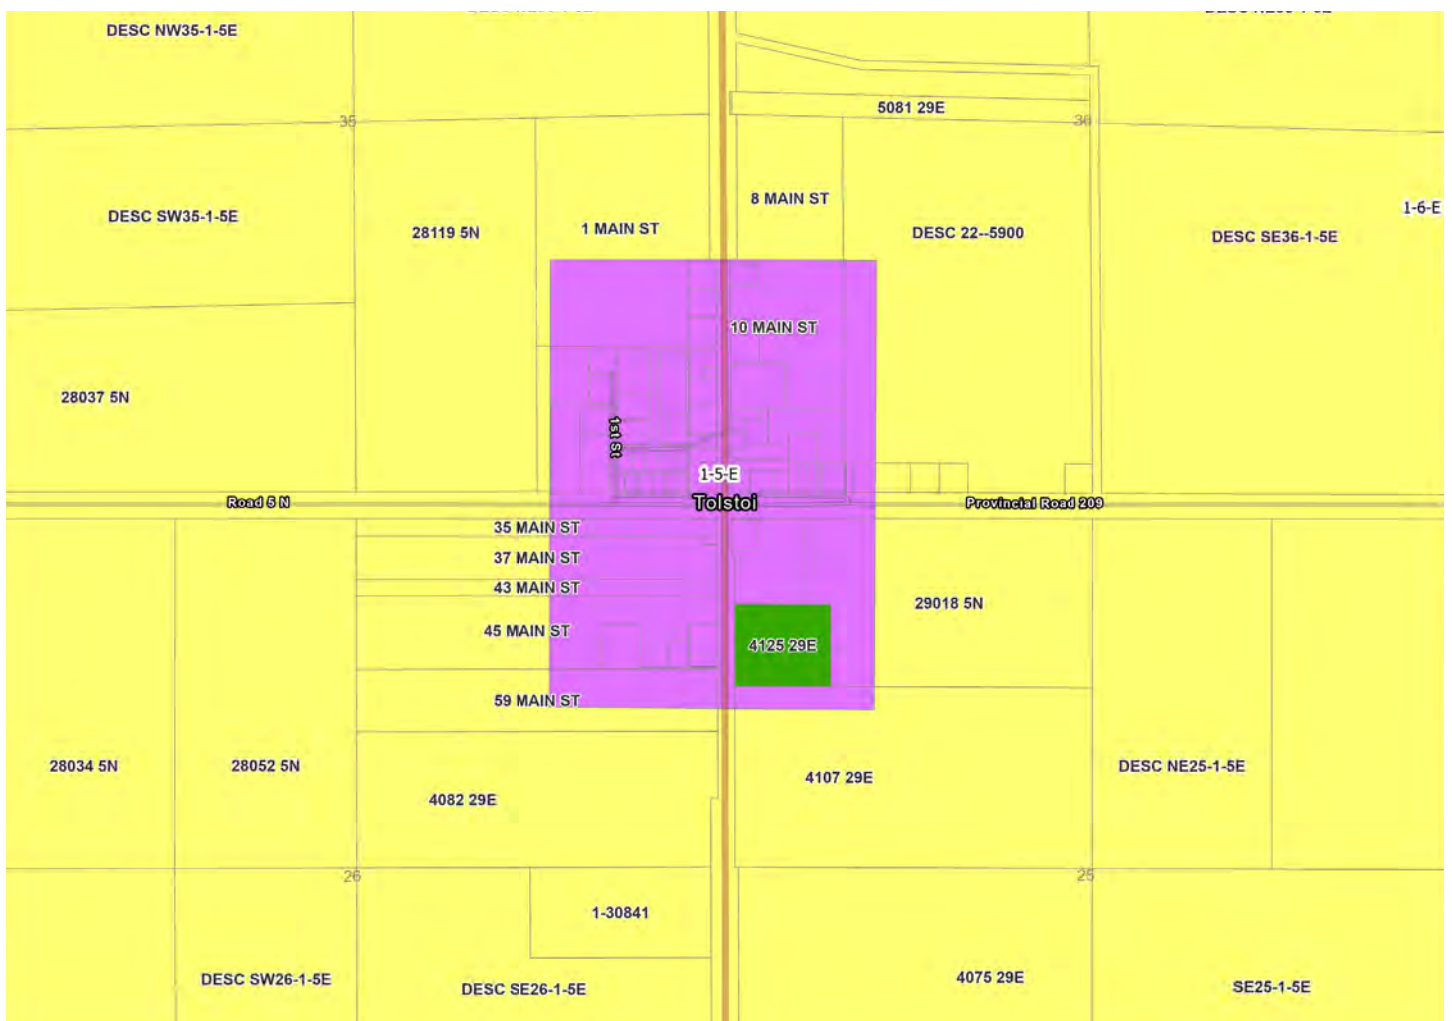 DESC NW35-1-5E
5081 29E
35
36
8 MAIN ST
1-6-E
DESC SW35-1-5E
1 MAIN ST
28119 5N
DESC 22--5900
DESC SE36-1-5E
10 MAIN ST
28037 5N
1st St
1-5-E
Road 5 N
Tolstoi
Provincial Road 209
35 MAIN ST
37 MAIN ST
43 MAIN ST
29018 5N
45 MAIN ST
4125 29E
59 MAIN ST
28034 5N
28052 5N
DESC NE25-1-5E
4107 29E
4082 29E
26
25
1-30841
DESC SW26-1-5E
4075 29E
DESC SE26-1-5E
SE25-1-5E